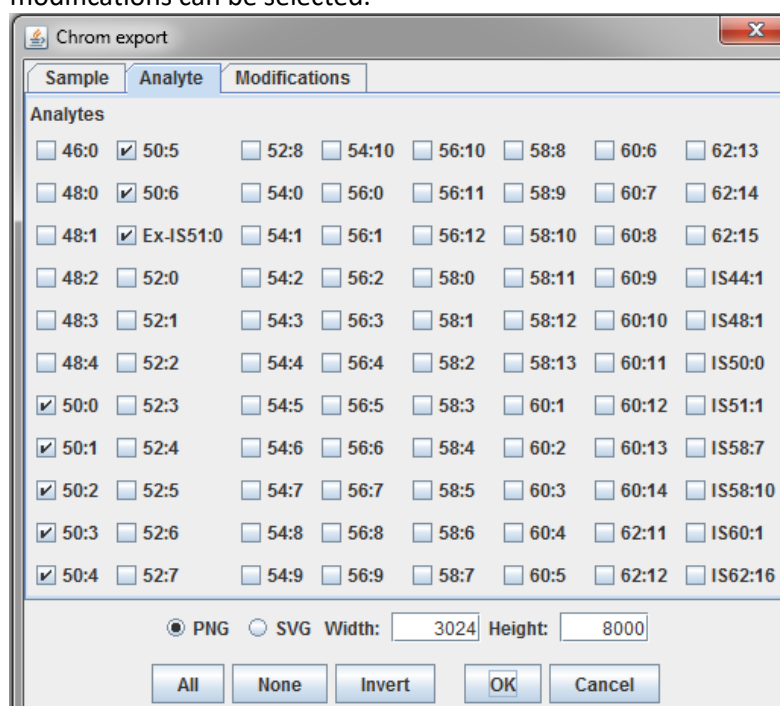 modifications can be selected.
Chrom export
Sample Analyte Modifications
Analytes
46:0 50:5 52:8 54:10 56:10 58:8 60:6 62:13
48:0 50:6 54:0 56:0 56:11 58:9 60:7 62:14
48:1 Ex-IS51:0 54:1 56:1 56:12 58:10 60:8 62:15
48:2 52:0 54:2 56:2 58:0 58:11 60:9 IS44:1
48:3 52:1 54:3 56:3 58:1 58:12 60:10 IS48:1
48:4 52:2 54:4 56:4 58:2 58:13 60:11 IS50:0
50:0 52:3 54:5 56:5 58:3 60:1 60:12 IS51:1
50:1 52:4 54:6 56:6 58:4 60:2 60:13 IS58:7
50:2 52:5 54:7 56:7 58:5 60:3 60:14 IS58:10
50:3 52:6 54:8 56:8 58:6 60:4 62:11 IS60:1
50:4 52:7 54:9 56:9 58:7 60:5 62:12 IS62:16
PNG SVG Width: 3024 Height: 8000
All None Invert OK Cancel